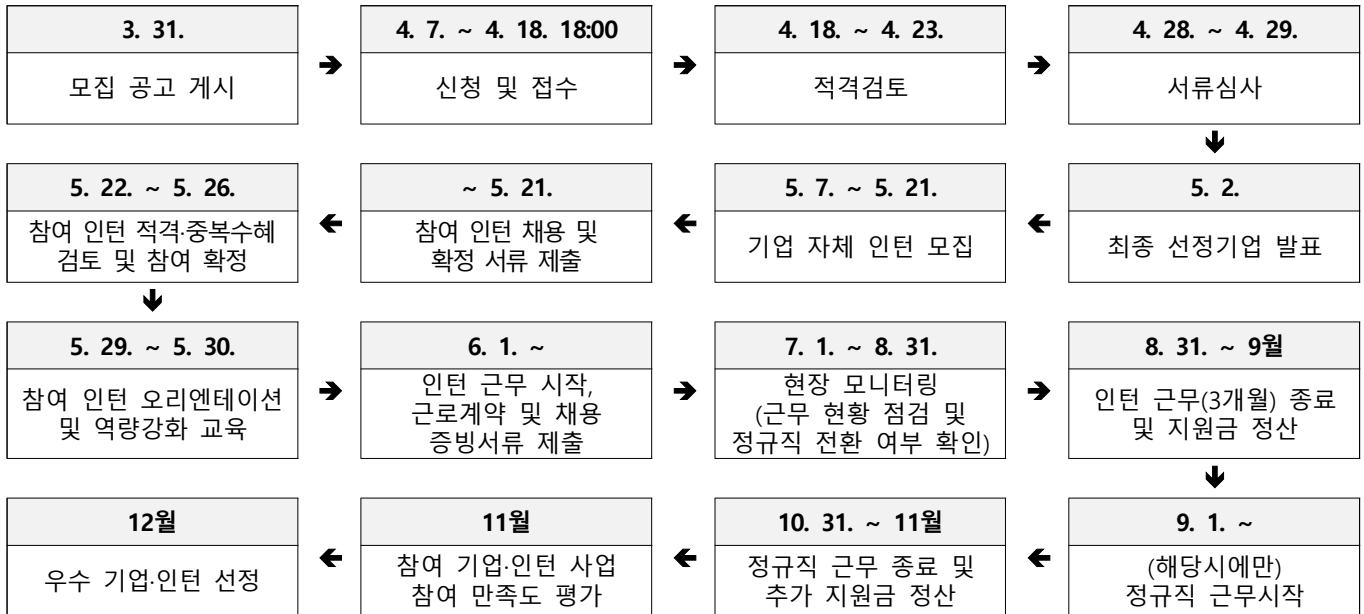 3. 31.
모집 공고 게시
4. 7. ~ 4. 18. 18:00
신청 및 접수
4. 18. ~ 4. 23.
적격검토
4. 28. ~ 4. 29.
서류심사
5. 2.
최종 선정기업 발표
5. 7. ~ 5. 21.
기업 자체 인턴 모집
~ 5. 21.
참여 인턴 채용 및
확정 서류 제출
5. 22. ~ 5. 26.
참여 인턴 적격·중복수혜
검토 및 참여 확정
5. 29. ~ 5. 30.
참여 인턴 오리엔테이션
및 역량강화 교육
6. 1. ~
인턴 근무 시작,
근로계약 및 채용
증빙서류 제출
7. 1. ~ 8. 31.
현장 모니터링
(근무 현황 점검 및
정규직 전환 여부 확인)
8. 31. ~ 9월
인턴 근무(3개월) 종료
및 지원금 정산
9. 1. ~
(해당시에만)
정규직 근무시작
10. 31. ~ 11월
정규직 근무 종료 및
추가 지원금 정산
11월
참여 기업·인턴 사업
참여 만족도 평가
12월
우수 기업·인턴 선정